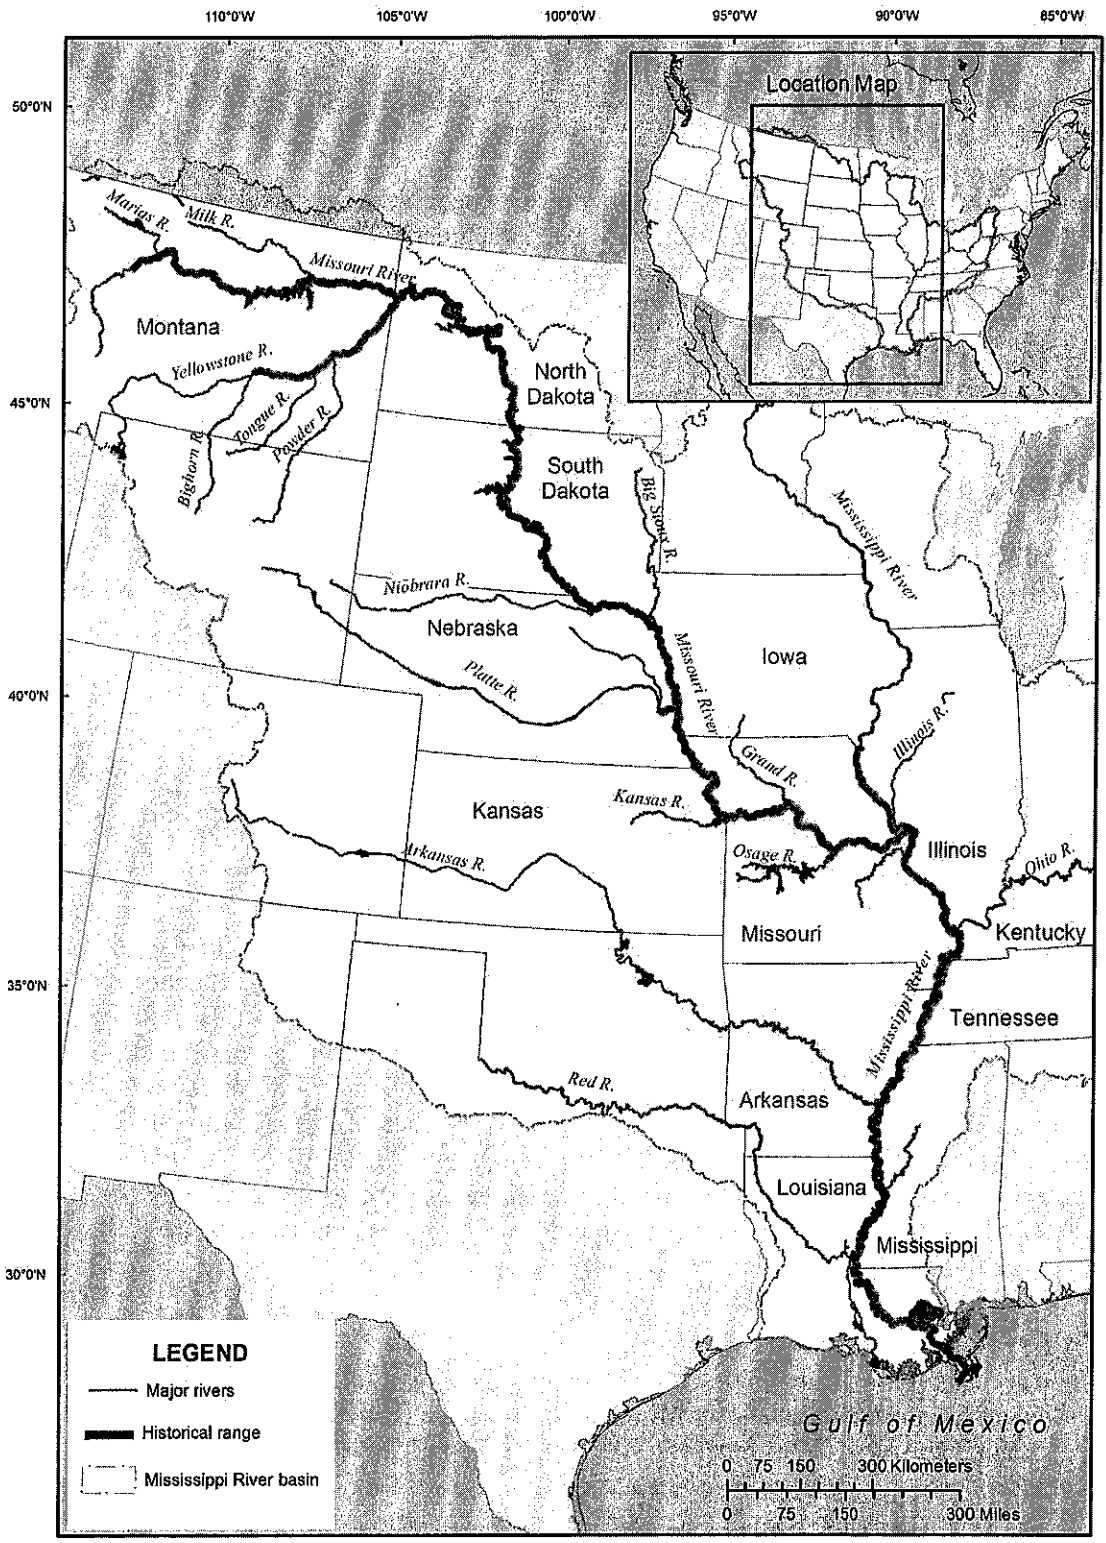 110°0'W
105°0'W
100°0'W
95°0'W
90°0'W
85°0'W
50°0'N
45°0'N
40°0'N
35°0'N
30°0'N
Location Map
Marias R.
Milk R.
Missouri River
Montana
Yellowstone R.
Bighorn R.
Tongue R.
Powder R.
North
Dakota
South
Dakota
Big Sioux R.
Mississippi River
Niobrara R.
Nebraska
Platte R.
Missouri River
Iowa
Illinois R.
Grand R.
Kansas R.
Kansas
Arkansas R.
Osage R.
Illinois
Ohio R.
Missouri
Kentucky
Mississippi River
Tennessee
Red R.
Arkansas
Louisiana
Mississippi
LEGEND
Major rivers
Historical range
Mississippi River basin
Gulf of Mexico
0 75 150 300 Kilometers
0 75 150 300 Miles